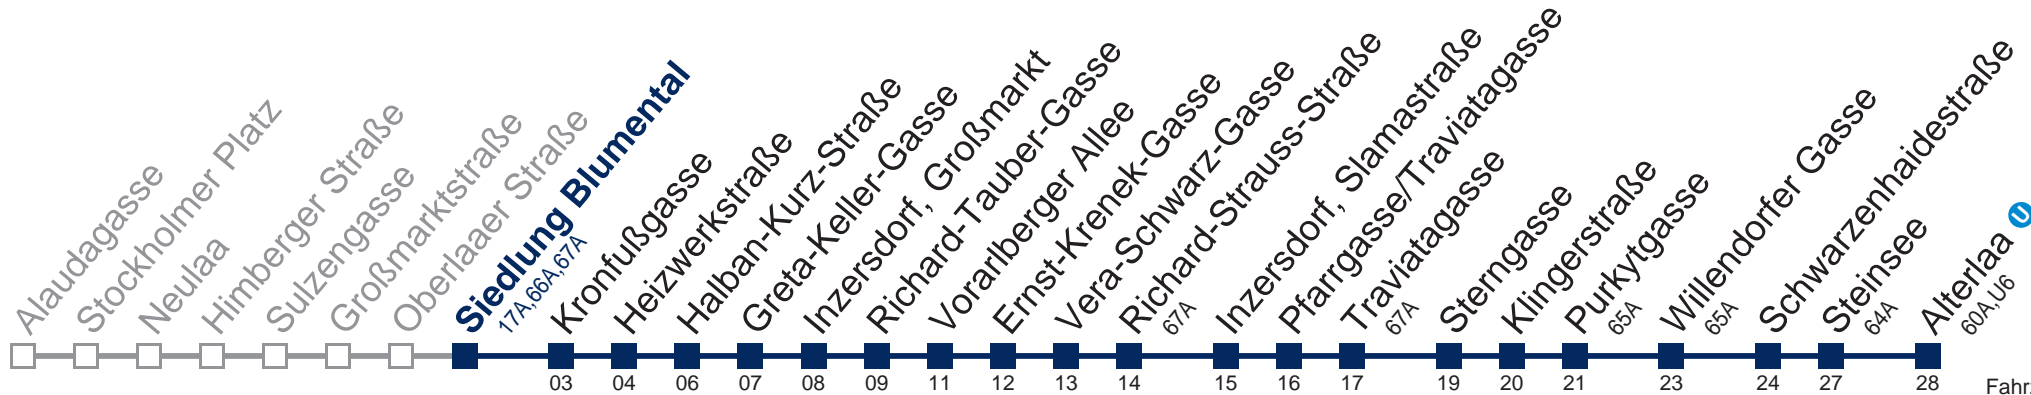 Alaudagasse
Stockholmer Platz
Neulaa
Himberger Straße
Sulzengasse
Großmarktstraße
Oberlaaer Straße
Siedlung Blumental
17A,66A,67A
Kronfußgasse
Heizwerkstraße
Halban-Kurz-Straße
Greta-Keller-Gasse
Inzersdorf, Großmarkt
Richard-Tauber-Gasse
Vorarlberger Allee
Ernst-Krenek-Gasse
Vera-Schwarz-Gasse
Richard-Strauss-Straße
67A
Inzersdorf, Slamastraße
Pfarrgasse/Traviatagasse
Traviatagasse
67A
Sterngasse
Klingerstraße
Purkytgasse
65A
Willendorfer Gasse
65A
Schwarzenhaidestraße
Steinsee
64A
Alterlaa U
60A,U6
03 04 06 07 08 09 11 12 13 14 15 16 17 19 20 21 23 24 27 28 Fahr